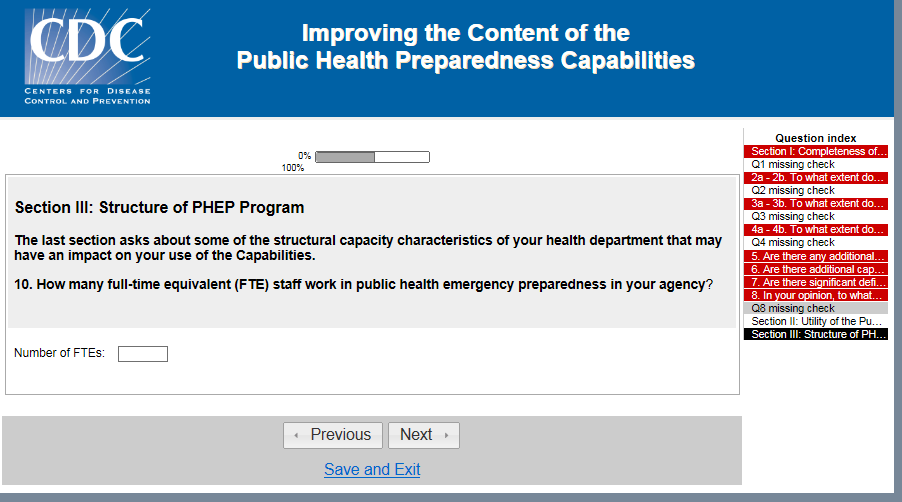 CDC
CENTERS FOR DISEASE
CONTROL AND PREVENTION
Improving the Content of the
Public Health Preparedness Capabilities
0%
100%
Section III: Structure of PHEP Program
The last section asks about some of the structural capacity characteristics of your health department that may
have an impact on your use of the Capabilities.
10. How many full-time equivalent (FTE) staff work in public health emergency preparedness in your agency?
Number of FTEs:
Previous
Next
Save and Exit
Question index
Section I: Completeness of...
Q1 missing check
2a - 2b. To what extent do...
Q2 missing check
3a - 3b. To what extent do...
Q3 missing check
4a - 4b. To what extent do...
Q4 missing check
5. Are there any additional...
6. Are there additional cap...
7. Are there significant defi...
8. In your opinion, to what...
Q8 missing check
Section II: Utility of the Pu...
Section III: Structure of PH...